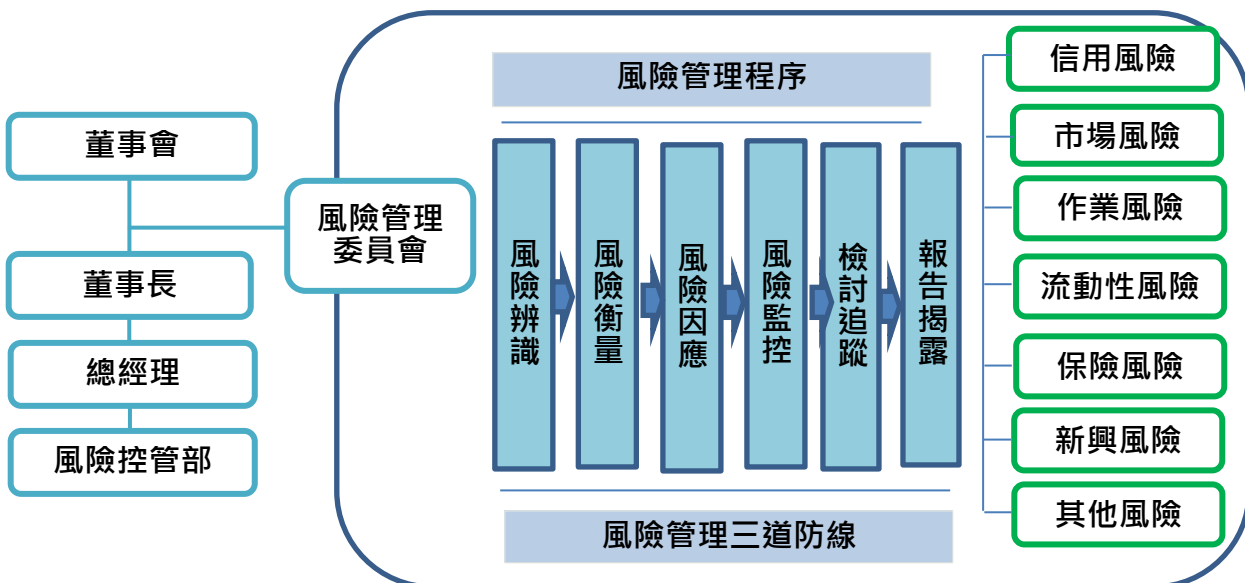 董事會
董事長
總經理
風險控管部
風險管理
委員會
風險管理程序
風險辨識
風險衡量
風險因應
風險監控
檢討追蹤
報告揭露
風險管理三道防線
信用風險
市場風險
作業風險
流動性風險
保險風險
新興風險
其他風險